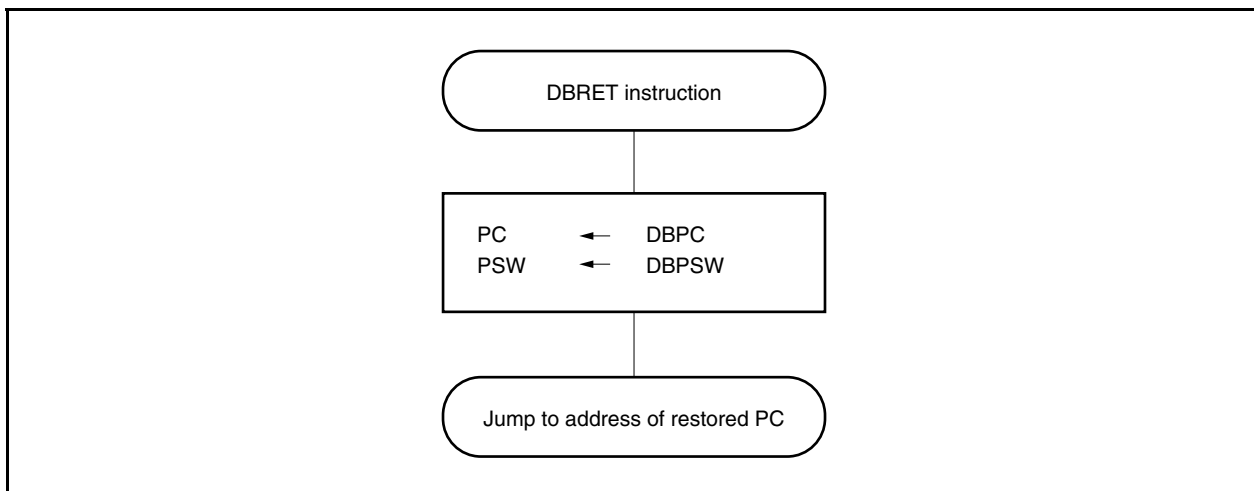 DBRET instruction
PC ← DBPC
PSW ← DBPSW
Jump to address of restored PC